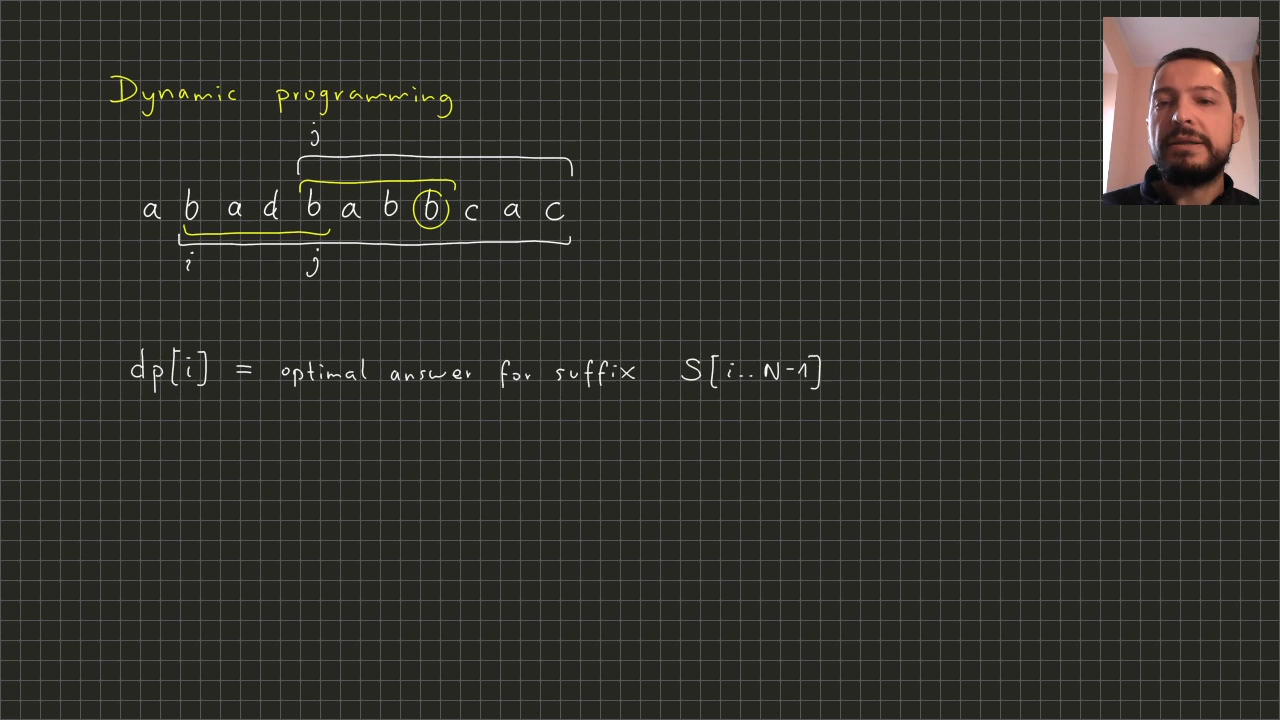 Dynamic programming
j
a b a d b a b b c a c
i j
dp[i] = optimal answer for suffix S[i..N-1]